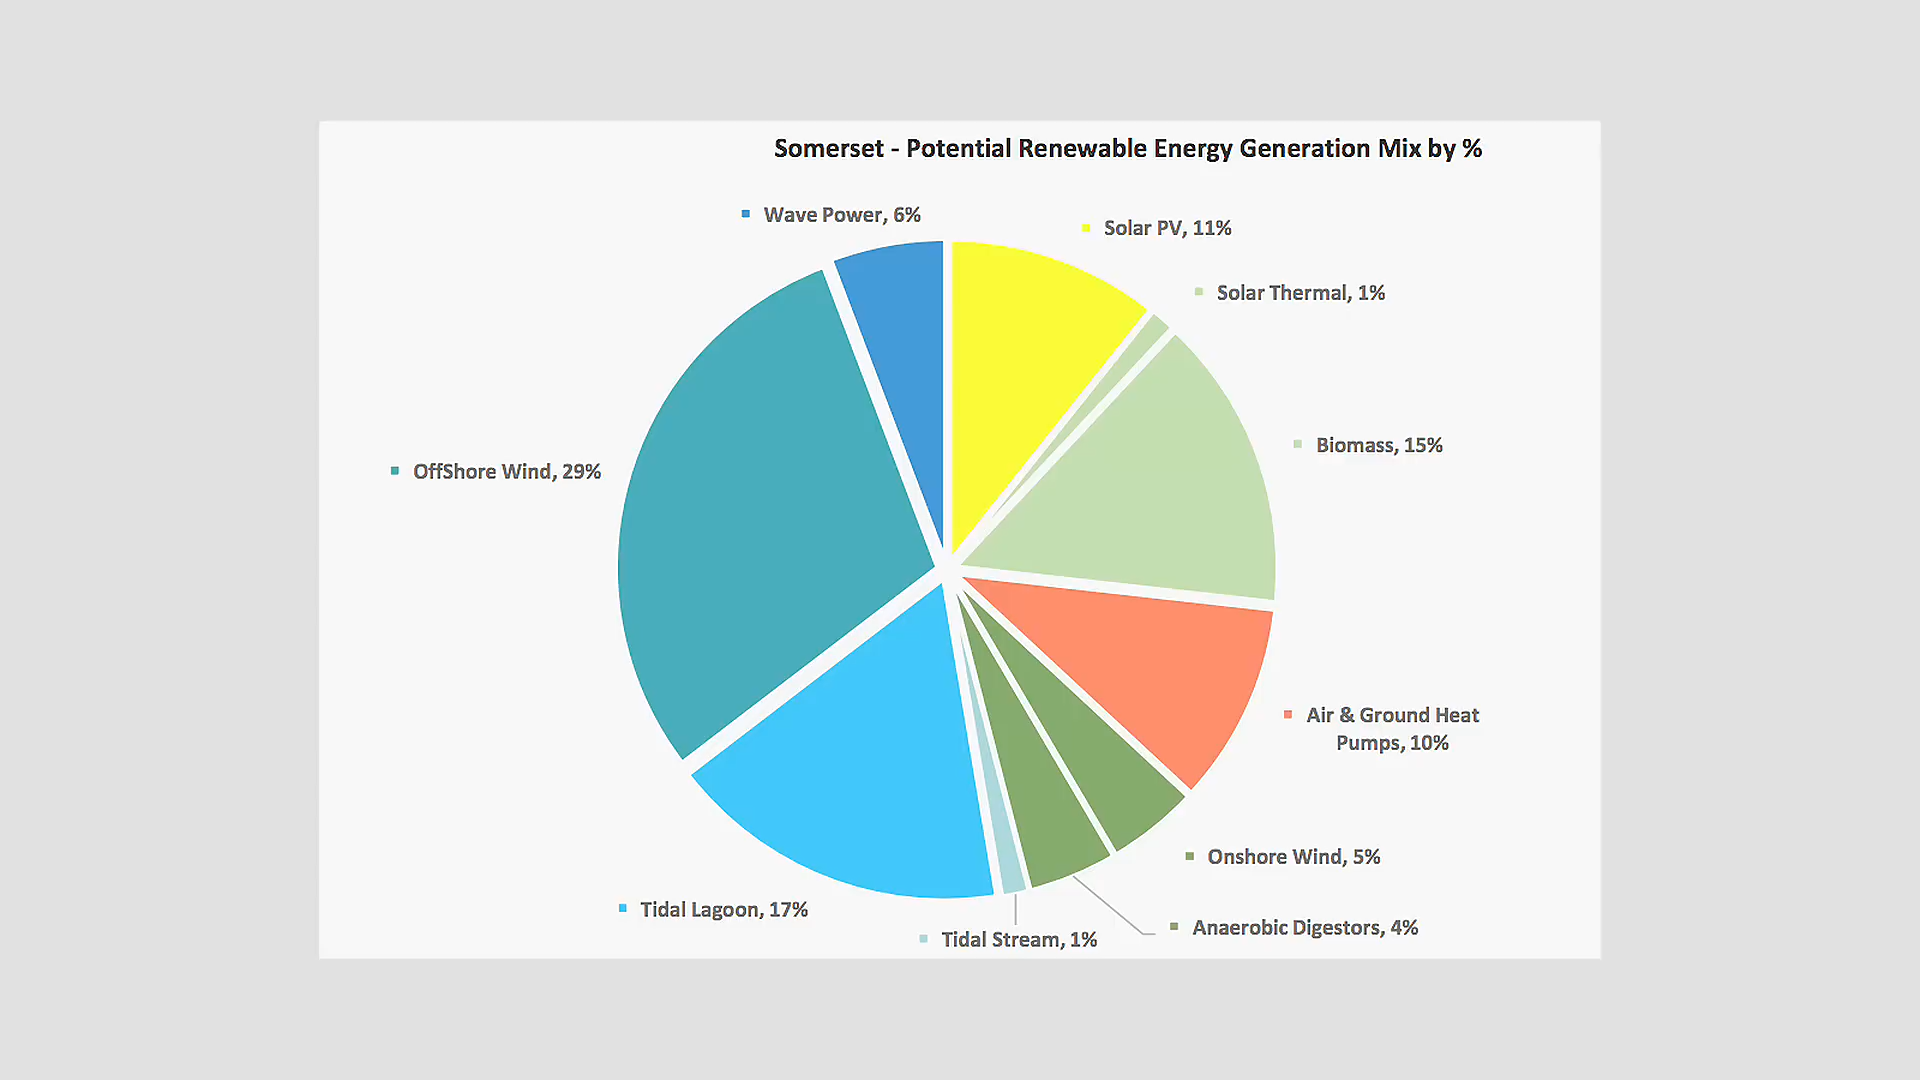 Somerset - Potential Renewable Energy Generation Mix by %
Wave Power, 6%
Solar PV, 11%
Solar Thermal, 1%
Biomass, 15%
OffShore Wind, 29%
Air & Ground Heat
Pumps, 10%
Onshore Wind, 5%
Tidal Lagoon, 17%
Anaerobic Digestors, 4%
Tidal Stream, 1%